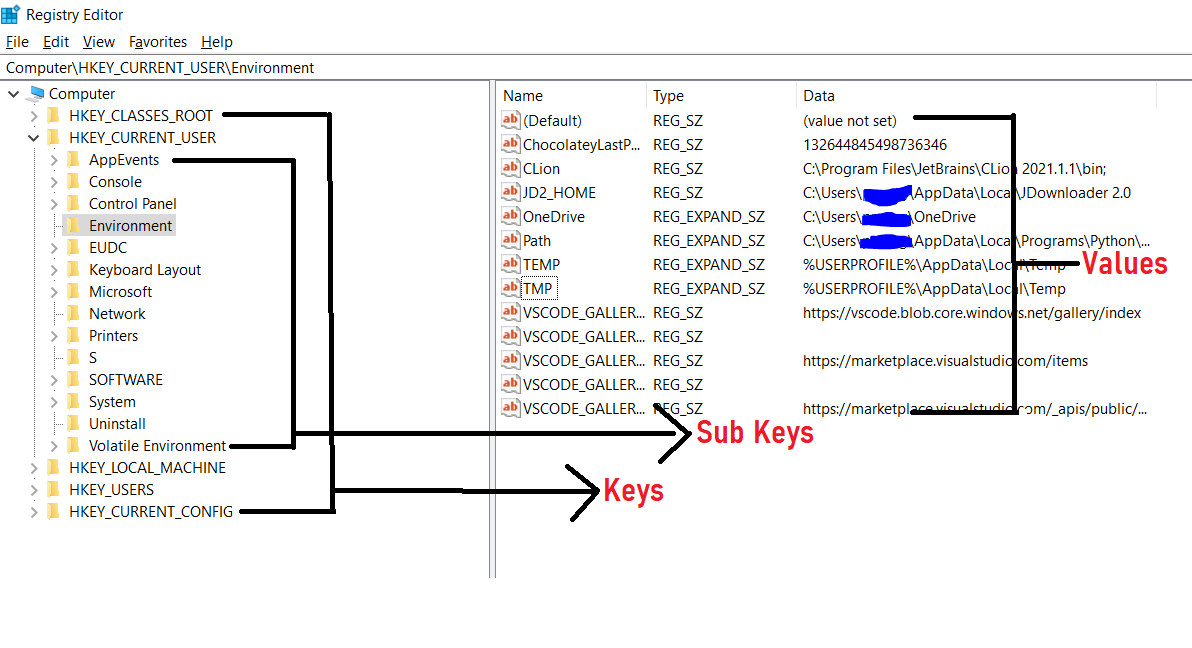 Registry Editor
File Edit View Favorites Help
Computer\HKEY_CURRENT_USER\Environment
Computer
HKEY_CLASSES_ROOT
HKEY_CURRENT_USER
AppEvents
Console
Control Panel
Environment
EUDC
Keyboard Layout
Microsoft
Network
Printers
S
SOFTWARE
System
Uninstall
Volatile Environment
HKEY_LOCAL_MACHINE
HKEY_USERS
HKEY_CURRENT_CONFIG
Name Type Data
(Default) REG_SZ (value not set)
ChocolateyLastP... REG_SZ 132644845498736346
CLion REG_SZ C:\Program Files\JetBrains\CLion 2021.1.1\bin;
JD2_HOME REG_SZ C:\Users\ \AppData\Local\JDownloader 2.0
OneDrive REG_EXPAND_SZ C:\Users\ \OneDrive
Path REG_EXPAND_SZ C:\Users\ \AppData\Local\Programs\Python\...
TEMP REG_EXPAND_SZ %USERPROFILE%\AppData\Local\Temp
TMP REG_EXPAND_SZ %USERPROFILE%\AppData\Local\Temp
VSCODE_GALLER... REG_SZ https://vscode.blob.core.windows.net/gallery/index
VSCODE_GALLER... REG_SZ
VSCODE_GALLER... REG_SZ https://marketplace.visualstudio.com/items
VSCODE_GALLER... REG_SZ
VSCODE_GALLER... REG_SZ https://marketplace.visualstudio.com/_apis/public/...
Values
Sub Keys
Keys